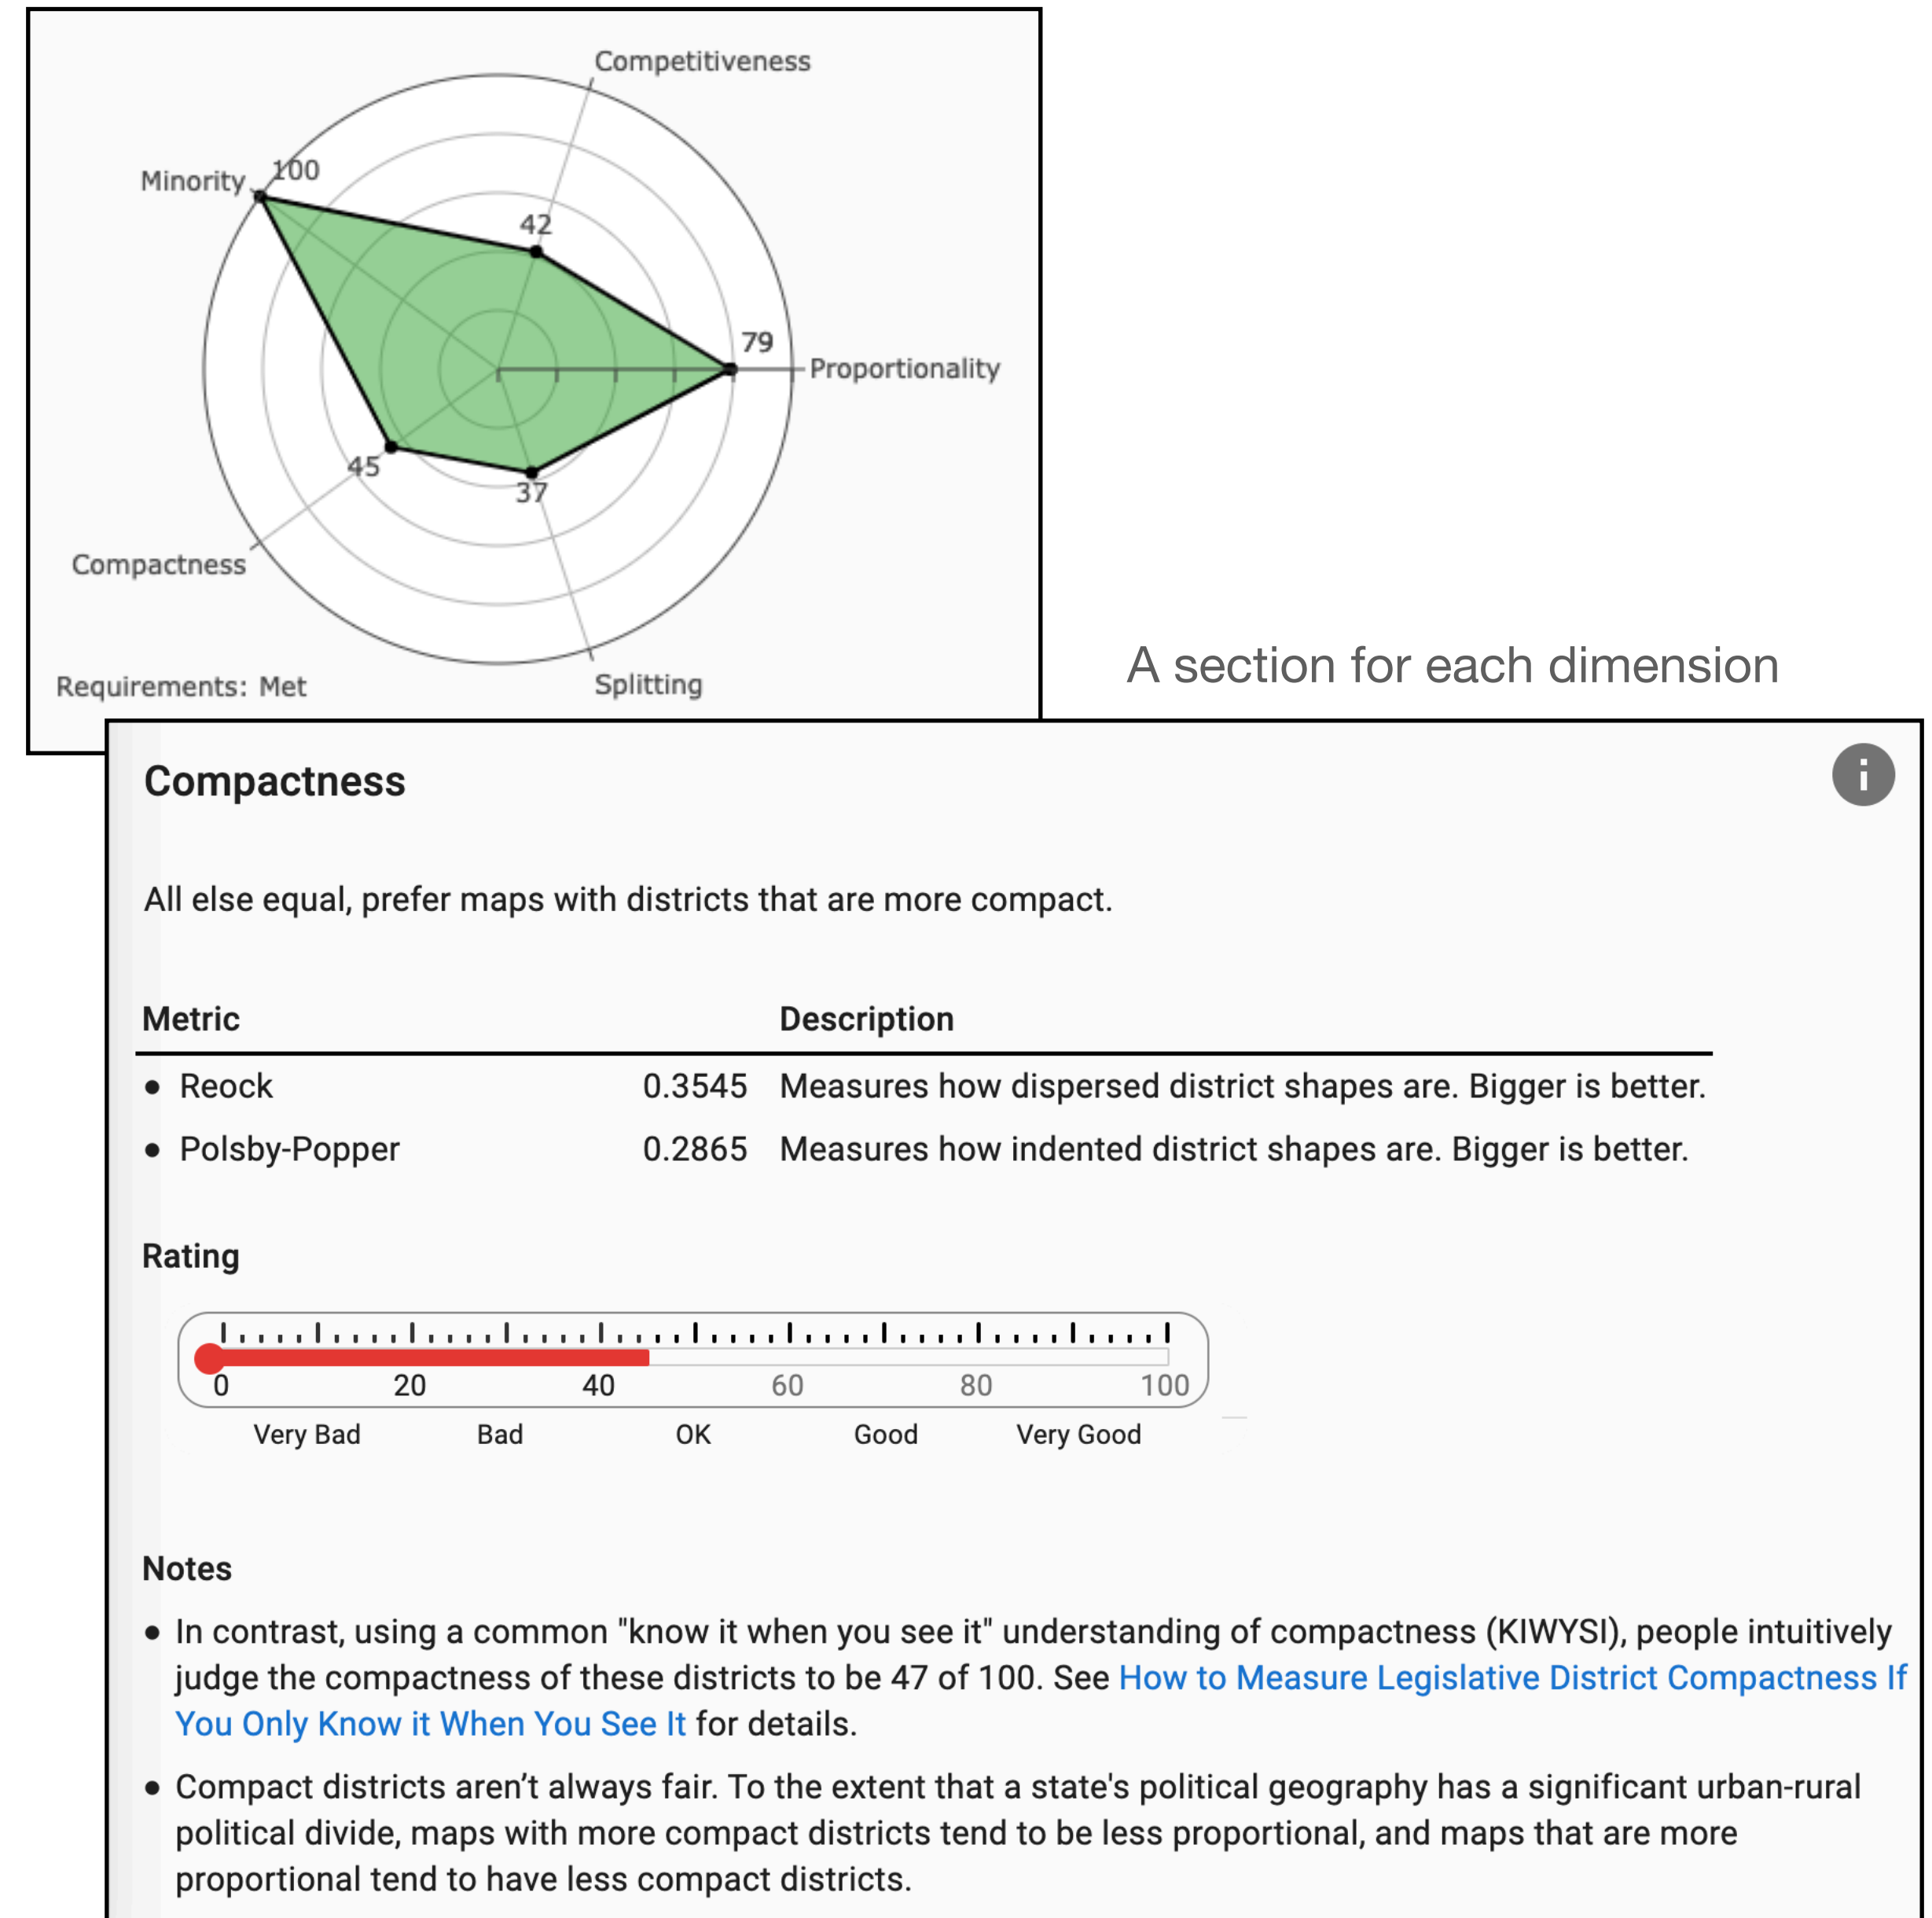 Competitiveness
Minority
100
42
79
Proportionality
45
37
Compactness
Requirements: Met
Splitting
A section for each dimension
Compactness
i
All else equal, prefer maps with districts that are more compact.
Metric Description
• Reock 0.3545 Measures how dispersed district shapes are. Bigger is better.
• Polsby-Popper 0.2865 Measures how indented district shapes are. Bigger is better.
Rating
0 20 40 60 80 100
Very Bad Bad OK Good Very Good
Notes
• In contrast, using a common "know it when you see it" understanding of compactness (KIWYSI), people intuitively
judge the compactness of these districts to be 47 of 100. See How to Measure Legislative District Compactness If
You Only Know it When You See It for details.
• Compact districts aren’t always fair. To the extent that a state's political geography has a significant urban-rural
political divide, maps with more compact districts tend to be less proportional, and maps that are more
proportional tend to have less compact districts.